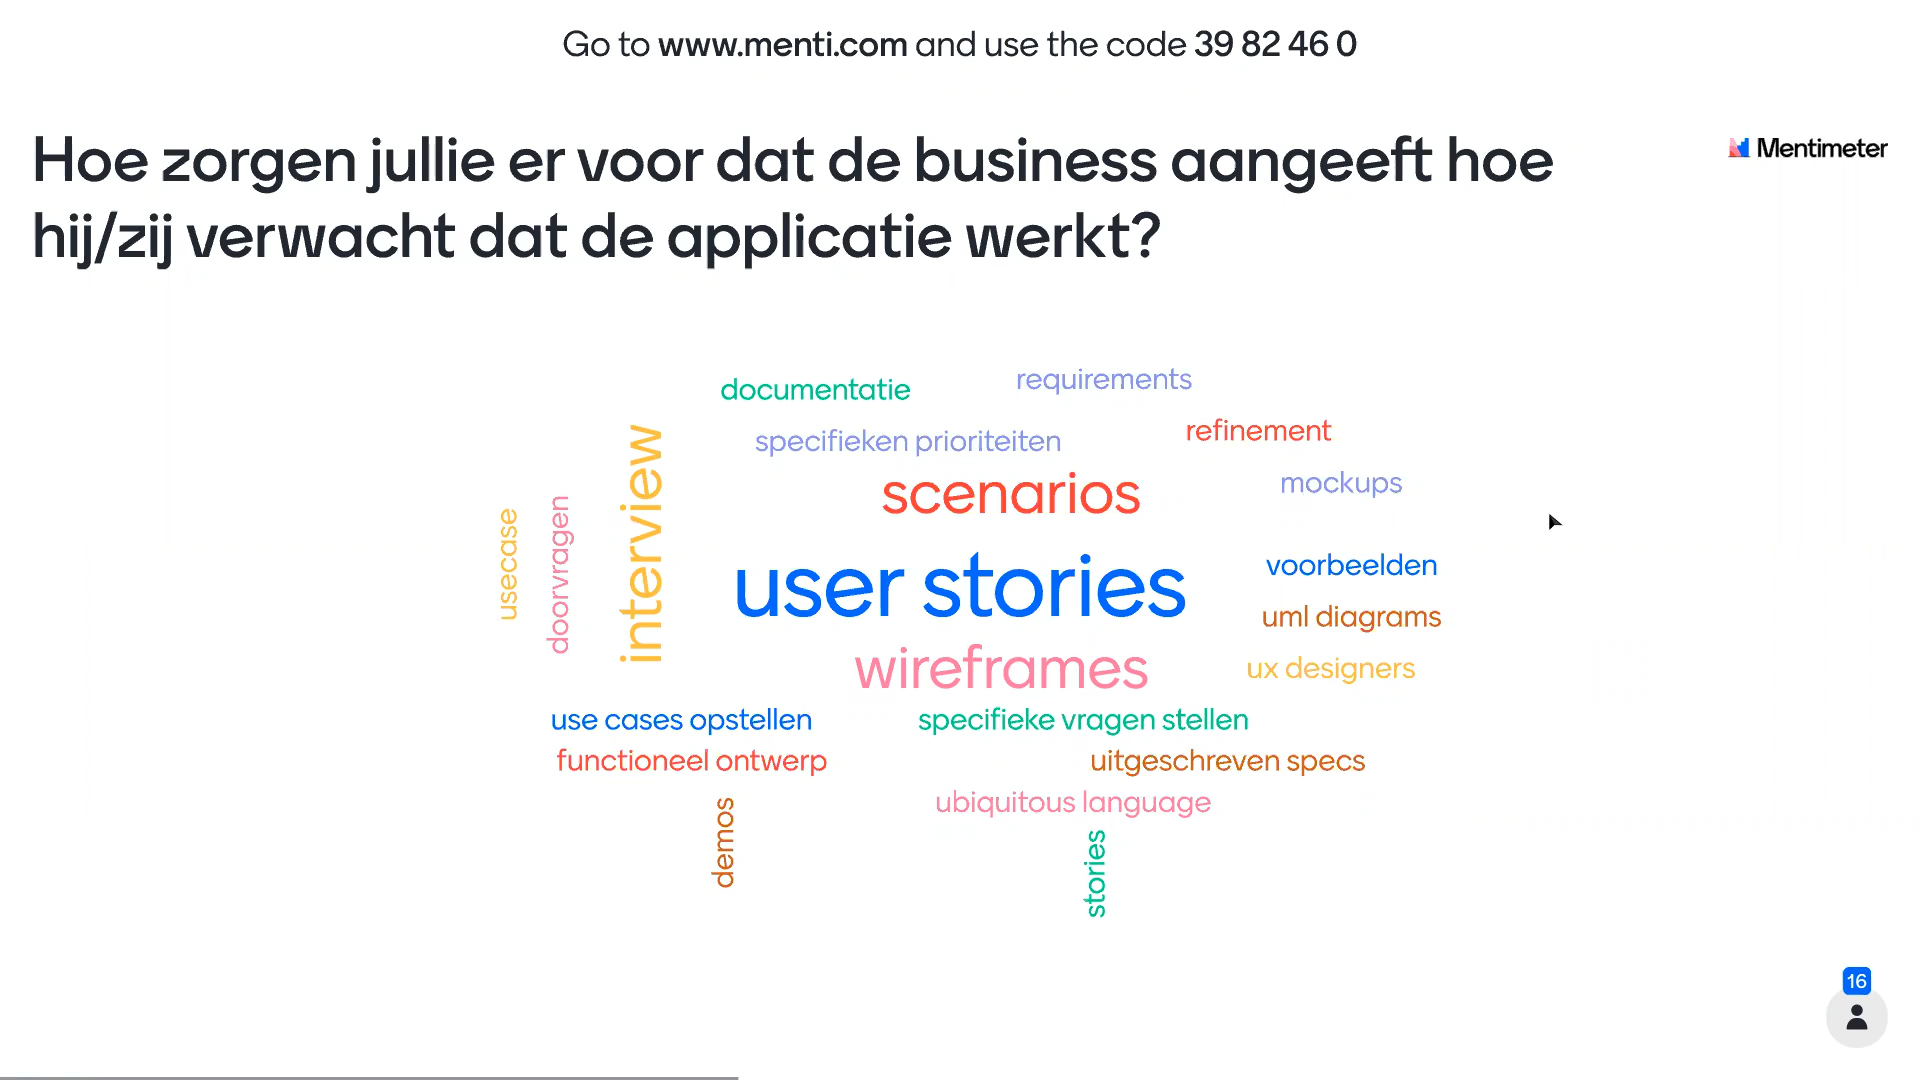 Go to www.menti.com and use the code 39 82 46 0
Hoe zorgen jullie er voor dat de business aangeeft hoe
hij/zij verwacht dat de applicatie werkt?
Mentimeter
documentatie
requirements
specifieken prioriteiten
refinement
interview
scenarios
mockups
usecase
doorvragen
user stories
voorbeelden
uml diagrams
wireframes
ux designers
use cases opstellen
specifieke vragen stellen
functioneel ontwerp
uitgeschreven specs
ubiquitous language
demos
stories
16